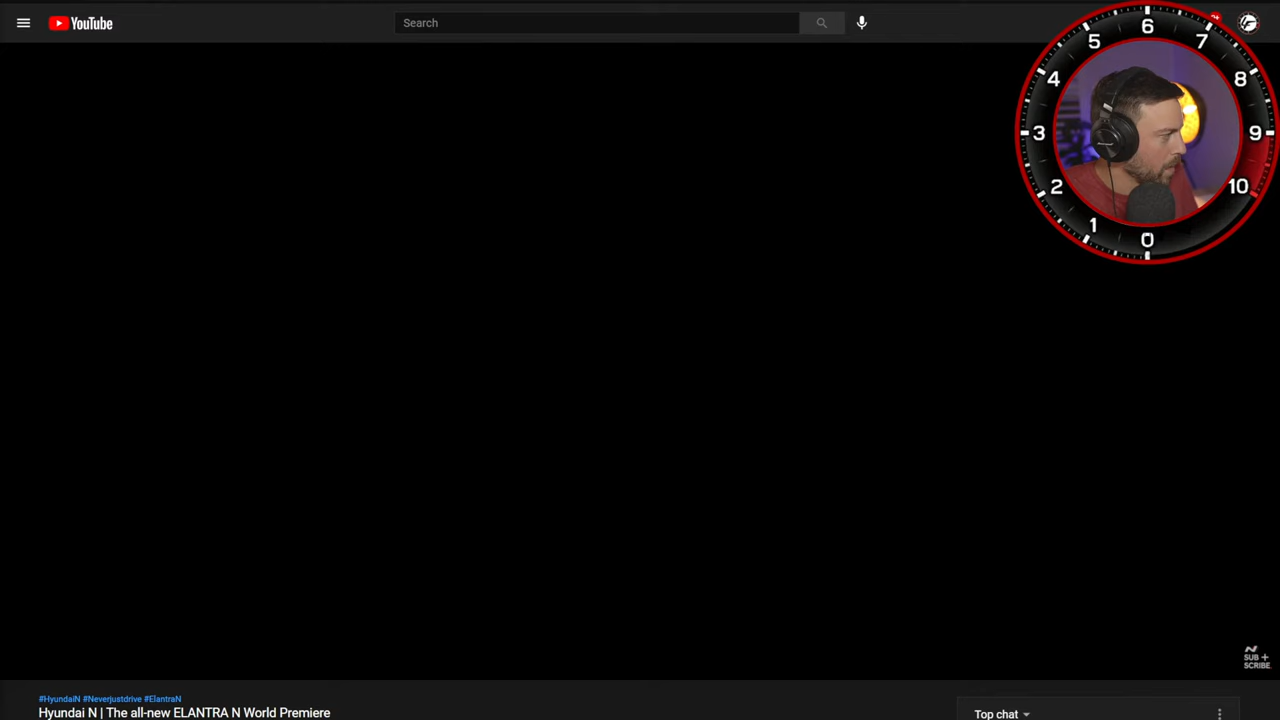 YouTube
Search
6
5
7
4
8
3
9
2
10
1
0
SUB +
SCRIBE
#HyundaiN #Neverjustdrive #ElantraN
Hyundai N | The all-new ELANTRA N World Premiere
Top chat